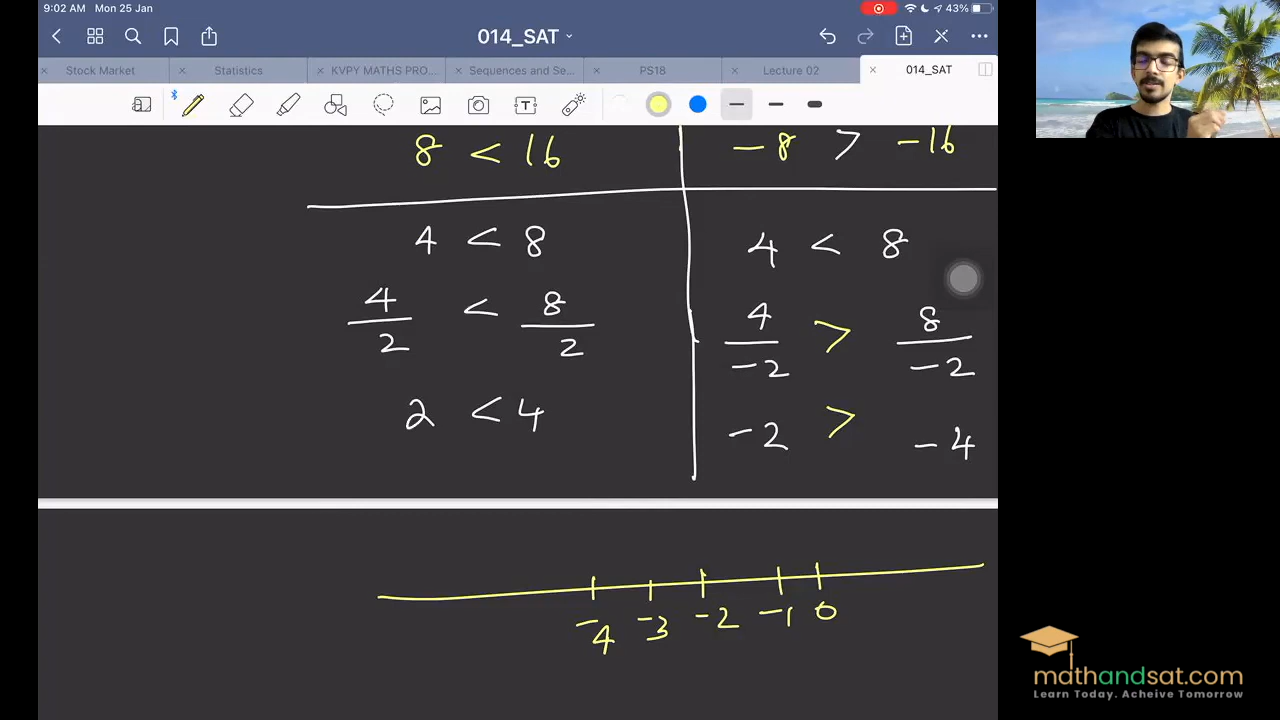 9:02 AM Mon 25 Jan
43%
014_SAT
Stock Market
Statistics
KVPY MATHS PRO...
Sequences and Se...
PS18
Lecture 02
014_SAT
8 < 16
-8 > -16
4 < 8
4/2 < 8/2
2 < 4
4 < 8
4/-2 > 8/-2
-2 > -4
-4 -3 -2 -1 0
mathandsat.com
Learn Today. Acheive Tomorrow